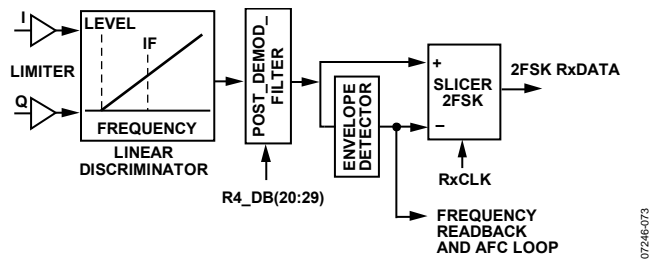 I
LEVEL
IF
LIMITER
Q
FREQUENCY
LINEAR
DISCRIMINATOR
POST_DEMOD_
FILTER
R4_DB(20:29)
ENVELOPE
DETECTOR
+
SLICER
2FSK
–
2FSK RxDATA
RxCLK
FREQUENCY
READBACK
AND AFC LOOP
07246-073